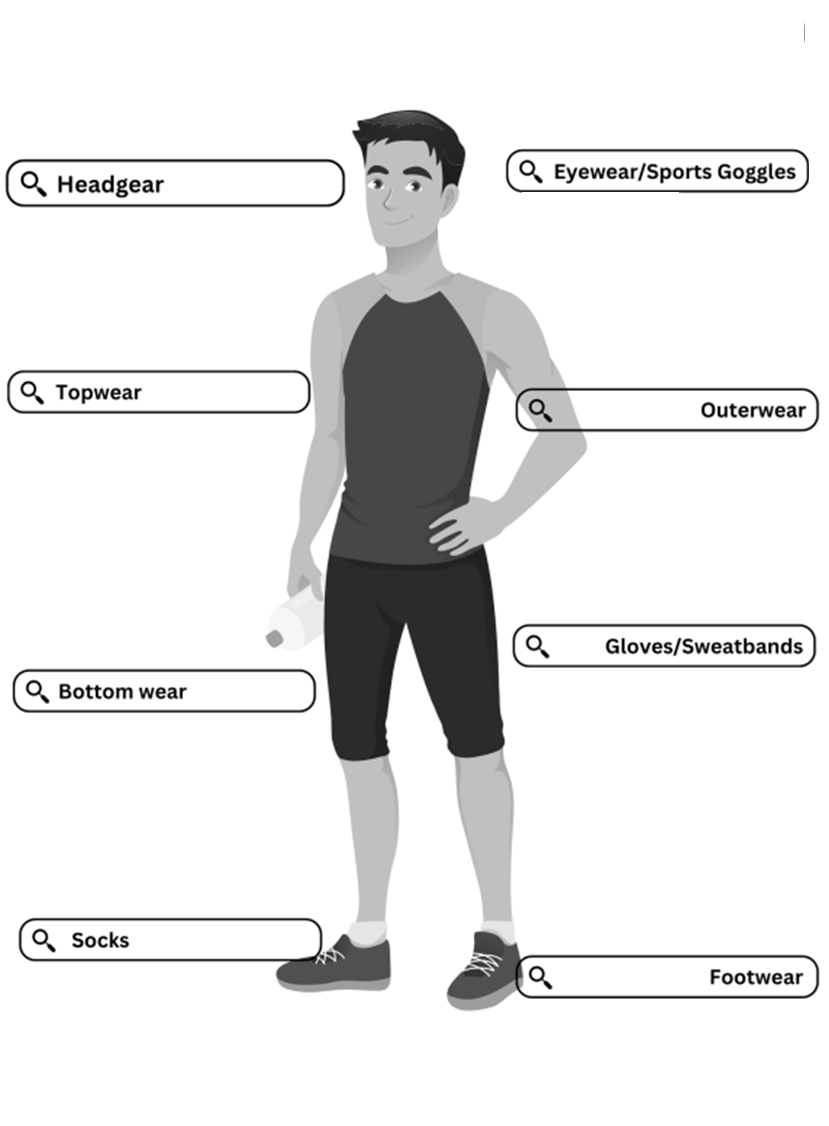 Headgear
Eyewear/Sports Goggles
Topwear
Outerwear
Gloves/Sweatbands
Bottom wear
Socks
Footwear